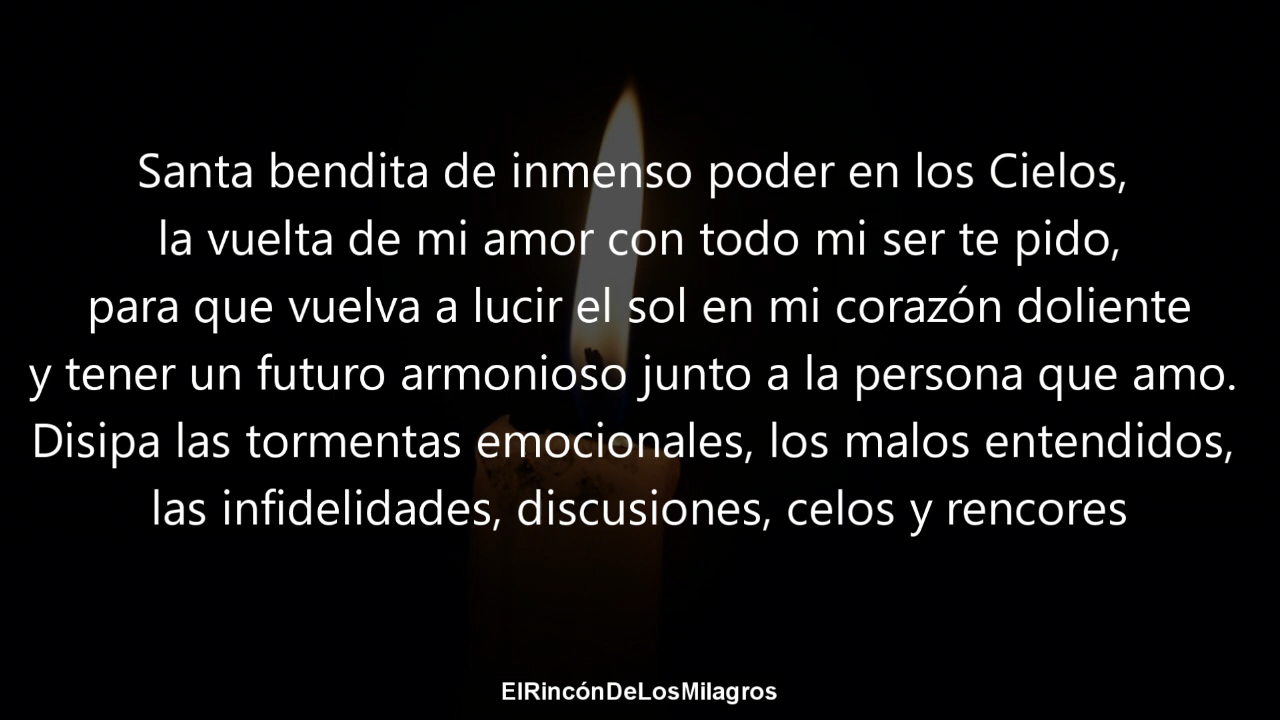 Santa bendita de inmenso poder en los Cielos,
la vuelta de mi amor con todo mi ser te pido,
para que vuelva a lucir el sol en mi corazón doliente
y tener un futuro armonioso junto a la persona que amo.
Disipa las tormentas emocionales, los malos entendidos,
las infidelidades, discusiones, celos y rencores
ElRincónDeLosMilagros